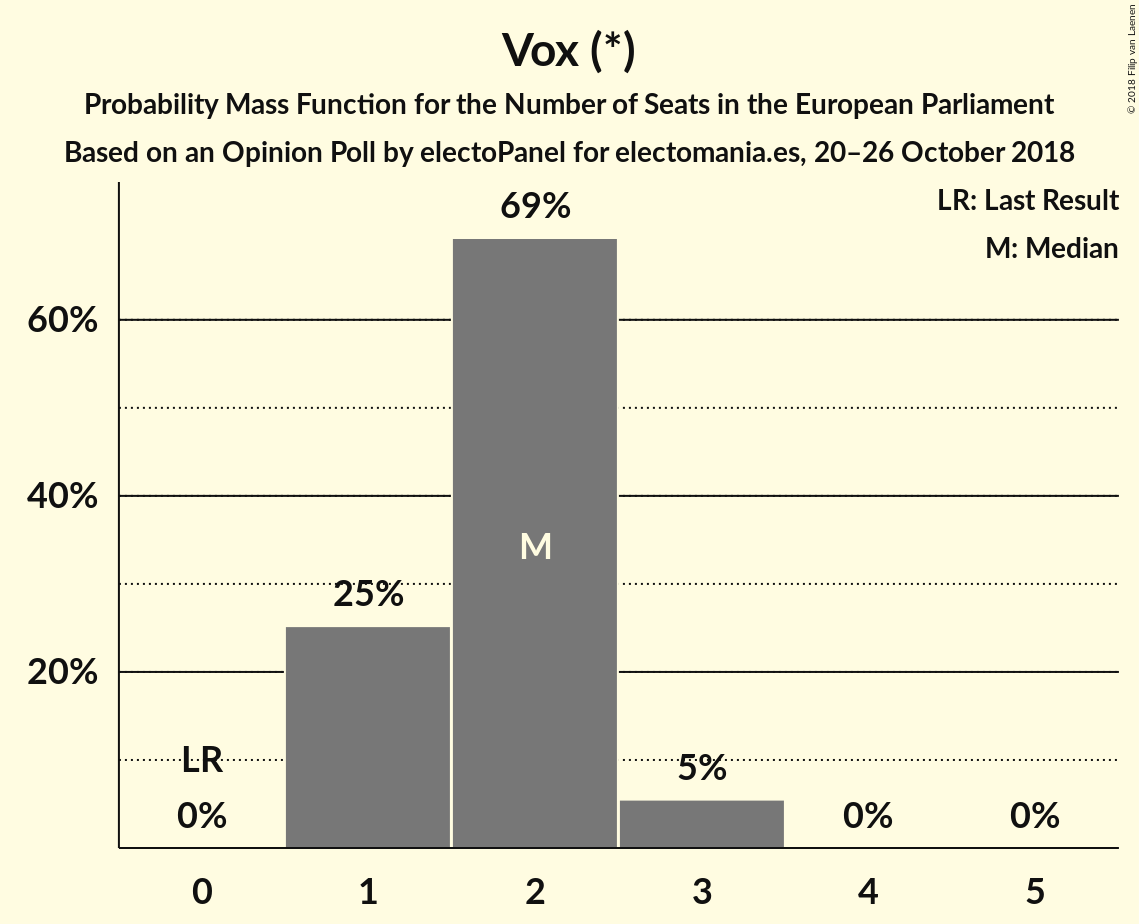 Vox (*)
Probability Mass Function for the Number of Seats in the European Parliament
Based on an Opinion Poll by electoPanel for electomania.es, 20–26 October 2018
© 2018 Filip van Laenen
LR: Last Result
M: Median
69%
60%
40%
M
25%
20%
LR
5%
0%
0%
0%
0 1 2 3 4 5